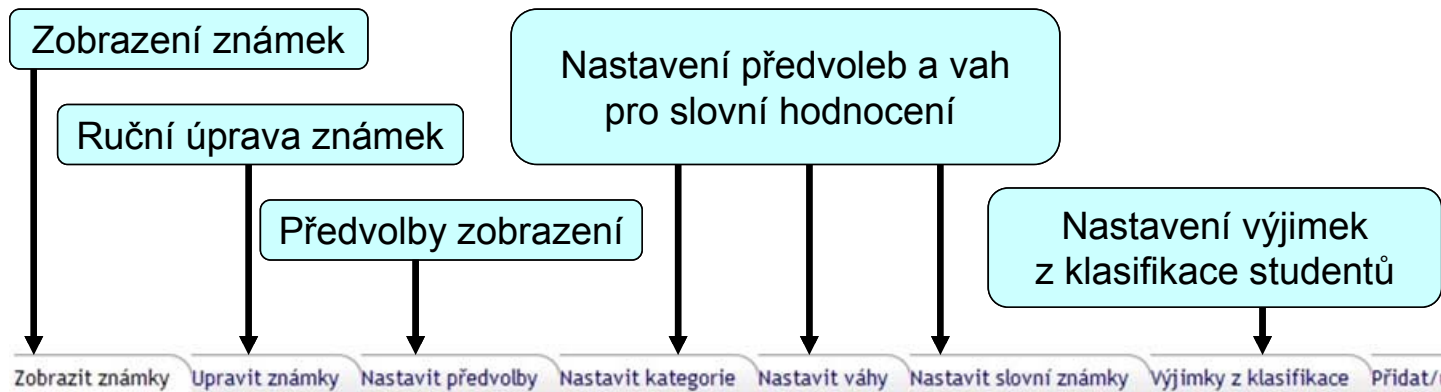 Zobrazení známek
Nastavení předvoleb a vah
pro slovní hodnocení
Ruční úprava známek
Předvolby zobrazení
Nastavení výjimek
z klasifikace studentů
Zobrazit známky Upravit známky Nastavit předvolby Nastavit kategorie Nastavit váhy Nastavit slovní známky Výjimky z klasifikace Přidat/